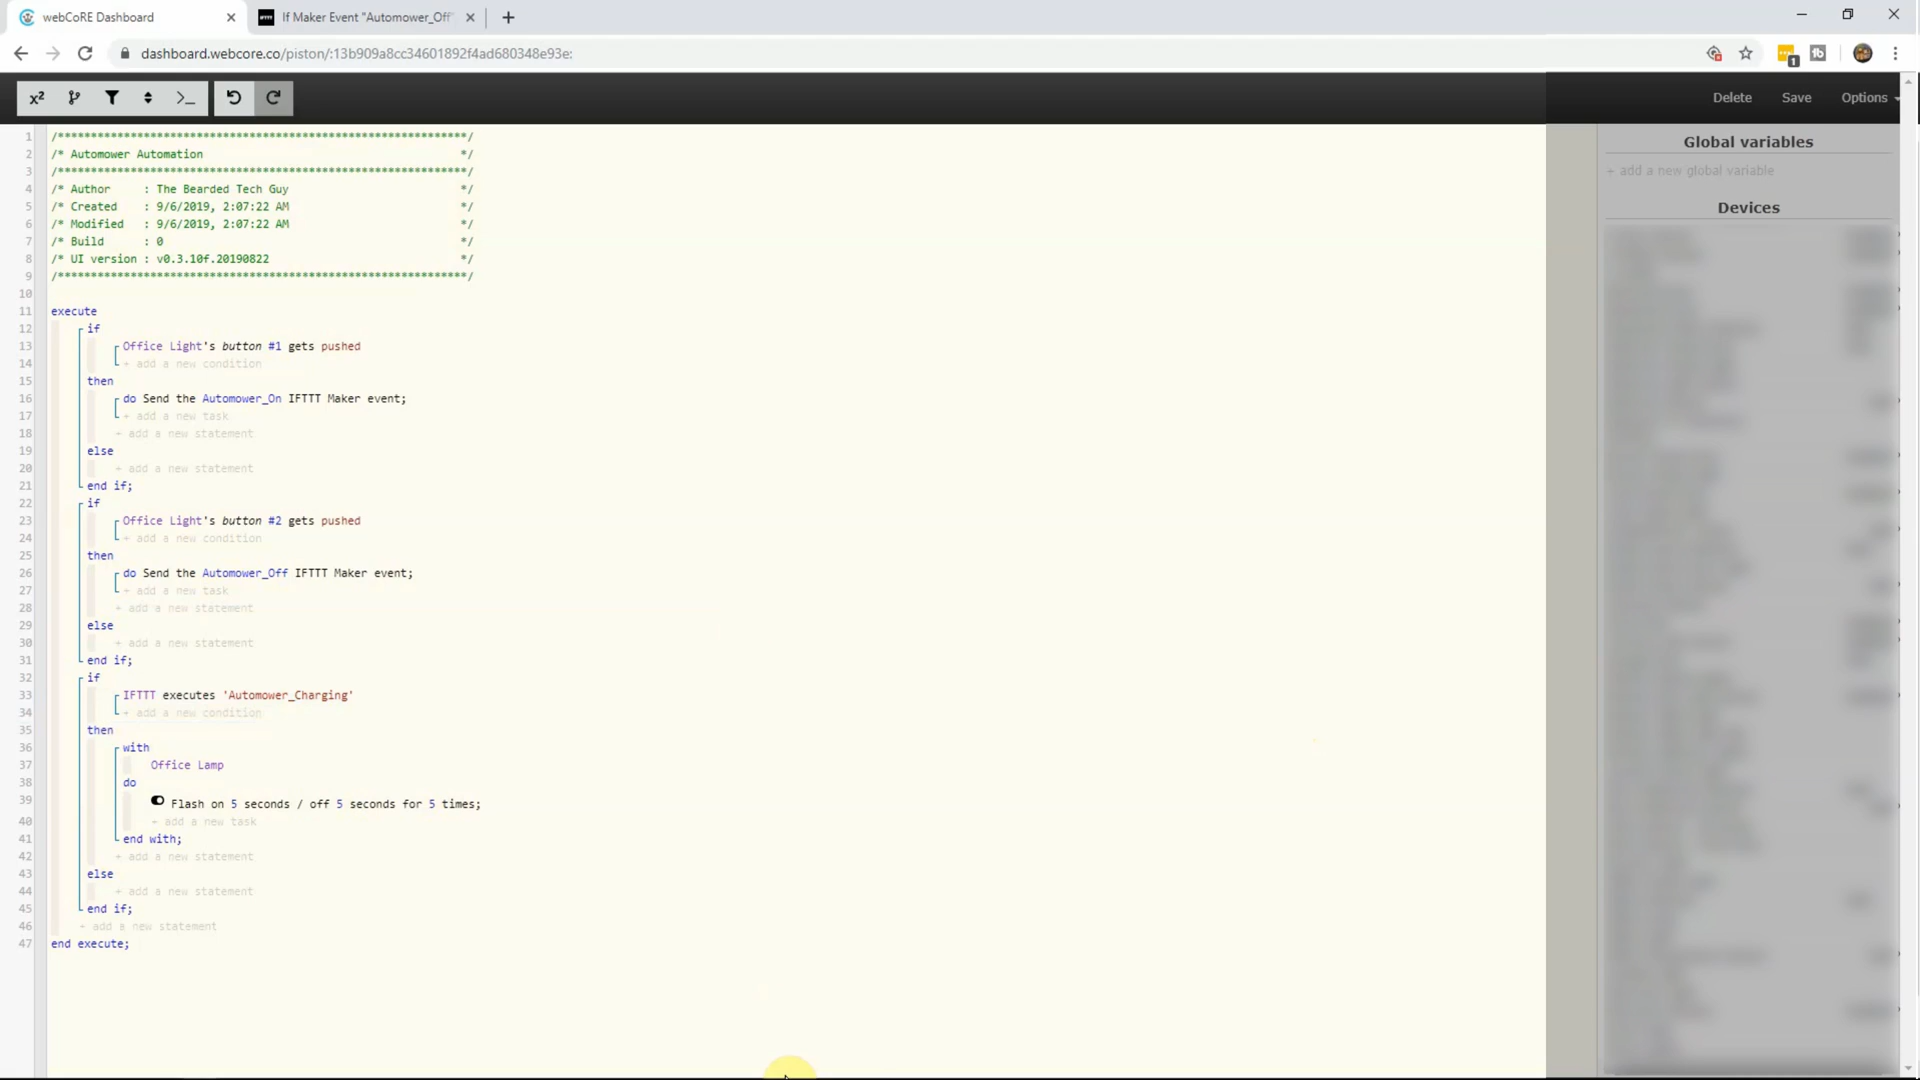 webCoRE Dashboard
IFTTT If Maker Event "Automower_Off"
dashboard.webcore.co/piston/:13b909a8cc34601892f4ad680348e93e:
1
x²
>_
Delete Save Options
1 /**************************************************************/
2 /* Automower Automation */
3 /**************************************************************/
4 /* Author : The Bearded Tech Guy */
5 /* Created : 9/6/2019, 2:07:22 AM */
6 /* Modified : 9/6/2019, 2:07:22 AM */
7 /* Build : 0 */
8 /* UI version : v0.3.10f.20190822 */
9 /**************************************************************/
10
11 execute
12 if
13 Office Light's button #1 gets pushed
14 + add a new condition
15 then
16 do Send the Automower_On IFTTT Maker event;
17 + add a new task
18 + add a new statement
19 else
20 + add a new statement
21 end if;
22 if
23 Office Light's button #2 gets pushed
24 + add a new condition
25 then
26 do Send the Automower_Off IFTTT Maker event;
27 + add a new task
28 + add a new statement
29 else
30 + add a new statement
31 end if;
32 if
33 IFTTT executes 'Automower_Charging'
34 + add a new condition
35 then
36 with
37 Office Lamp
38 do
39 Flash on 5 seconds / off 5 seconds for 5 times;
40 + add a new task
41 end with;
42 + add a new statement
43 else
44 + add a new statement
45 end if;
46 + add a new statement
47 end execute;
Global variables
+ add a new global variable
Devices